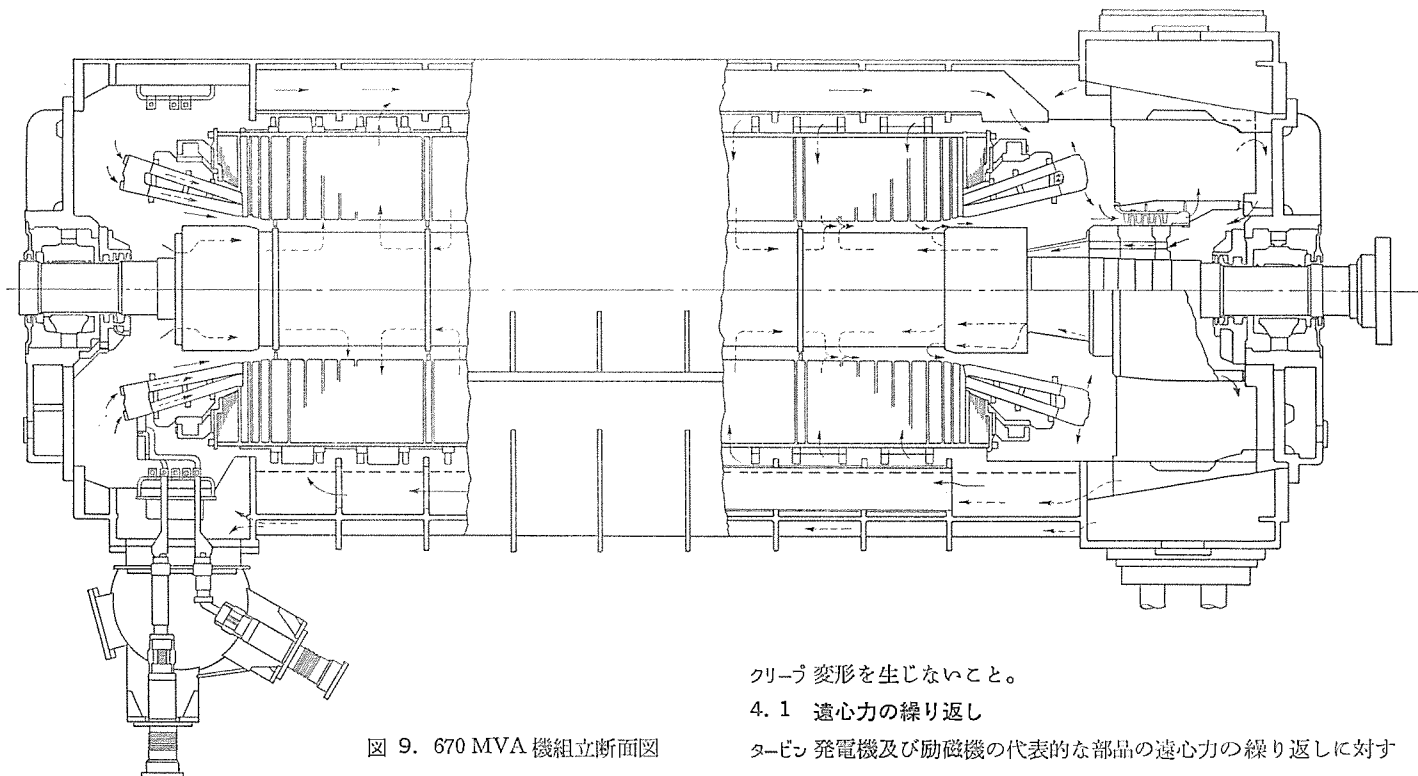 図 9. 670 MVA 機組立断面図
クリープ 変形を生じないこと。
4. 1 遠心力の繰り返し
タービン 発電機及び励磁機の代表的な部品の遠心力の繰り返しに対す